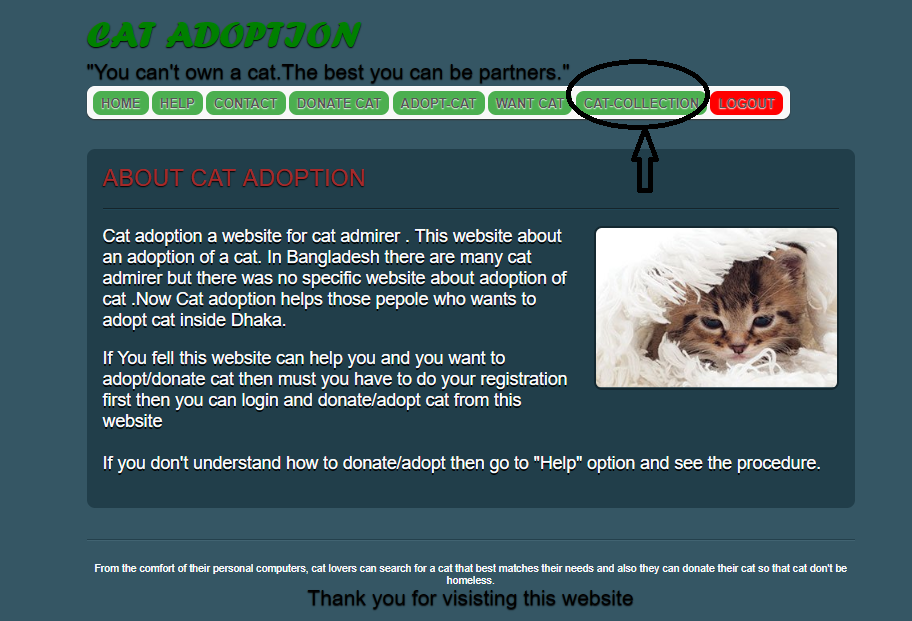 CAT ADOPTION
"You can't own a cat.The best you can be partners."
HOME HELP CONTACT DONATE CAT ADOPT-CAT WANT CAT CAT-COLLECTION LOGOUT
ABOUT CAT ADOPTION
Cat adoption a website for cat admirer . This website about
an adoption of a cat. In Bangladesh there are many cat
admirer but there was no specific website about adoption of
cat .Now Cat adoption helps those pepole who wants to
adopt cat inside Dhaka.
If You fell this website can help you and you want to
adopt/donate cat then must you have to do your registration
first then you can login and donate/adopt cat from this
website
If you don't understand how to donate/adopt then go to "Help" option and see the procedure.
From the comfort of their personal computers, cat lovers can search for a cat that best matches their needs and also they can donate their cat so that cat don't be
homeless.
Thank you for visisting this website